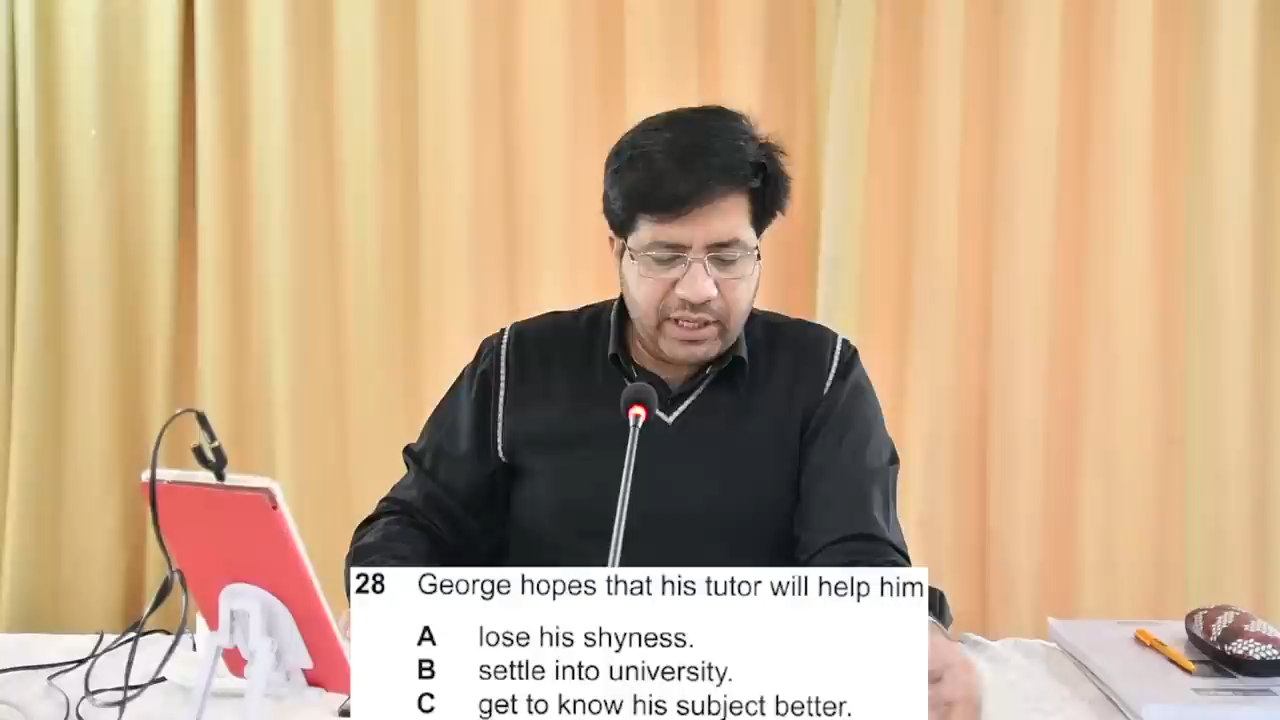 28 George hopes that his tutor will help him
A lose his shyness.
B settle into university.
C get to know his subject better.